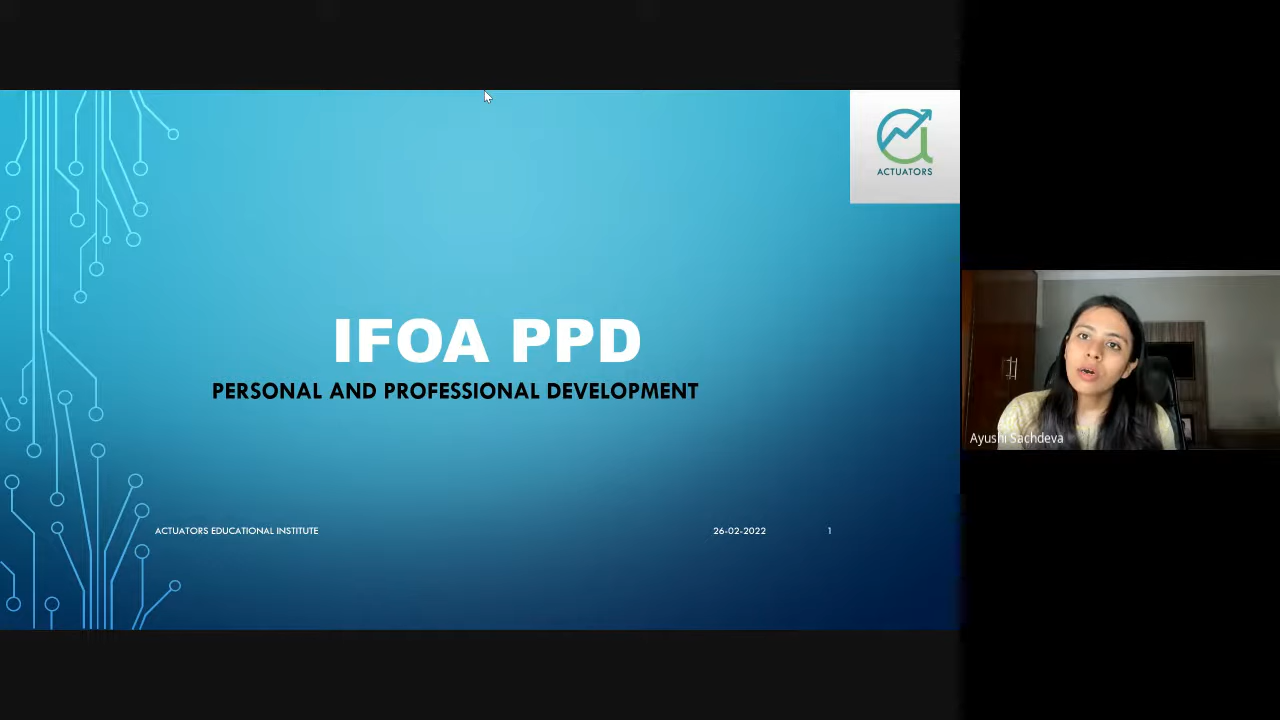 ACTUATORS
IFOA PPD
PERSONAL AND PROFESSIONAL DEVELOPMENT
Ayushi Sachdeva
ACTUATORS EDUCATIONAL INSTITUTE
26-02-2022
1